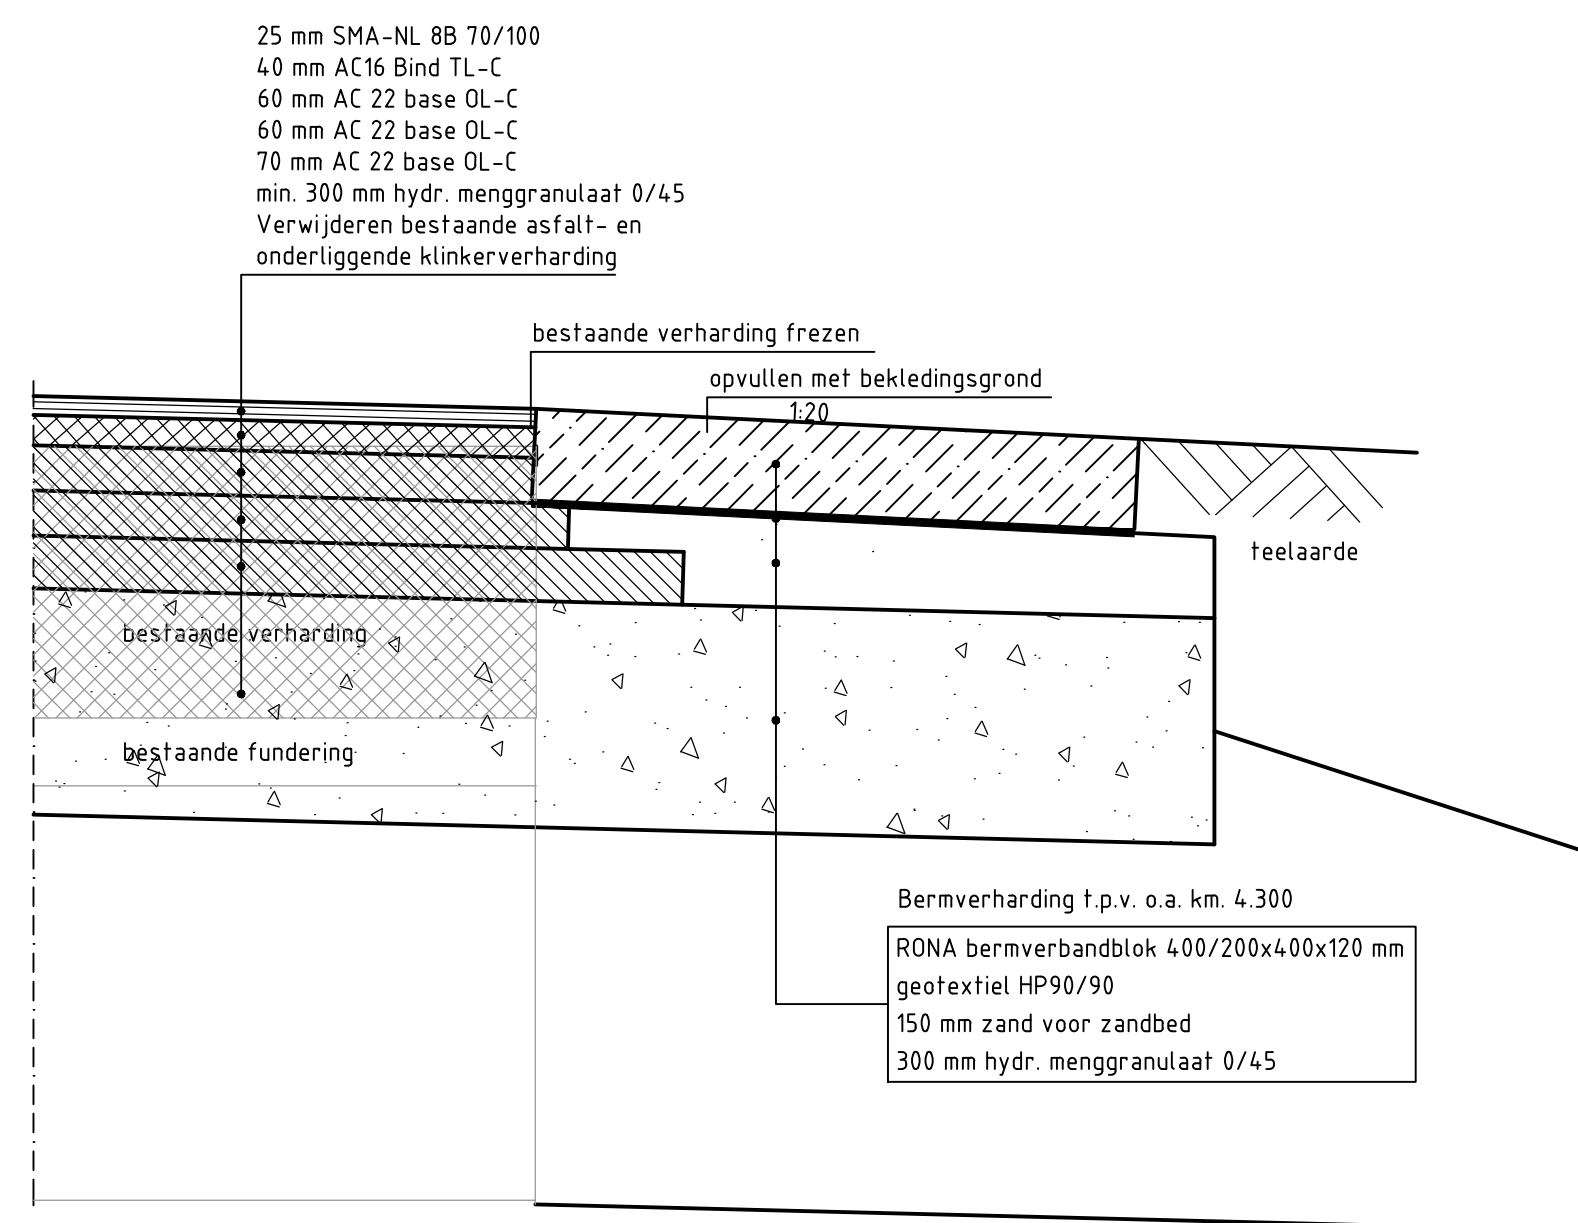 25 mm SMA-NL 8B 70/100
40 mm AC16 Bind TL-C
60 mm AC 22 base OL-C
60 mm AC 22 base OL-C
70 mm AC 22 base OL-C
min. 300 mm hydr. menggranulaat 0/45
Verwijderen bestaande asfalt- en
onderliggende klinkerverharding
bestaande verharding frezen
opvullen met bekledingsgrond
1:20
teelaarde
bestaande verharding
bestaande fundering
Bermverharding t.p.v. o.a. km. 4.300
RONA bermverbandblok 400/200x400x120 mm
geotextiel HP90/90
150 mm zand voor zandbed
300 mm hydr. menggranulaat 0/45